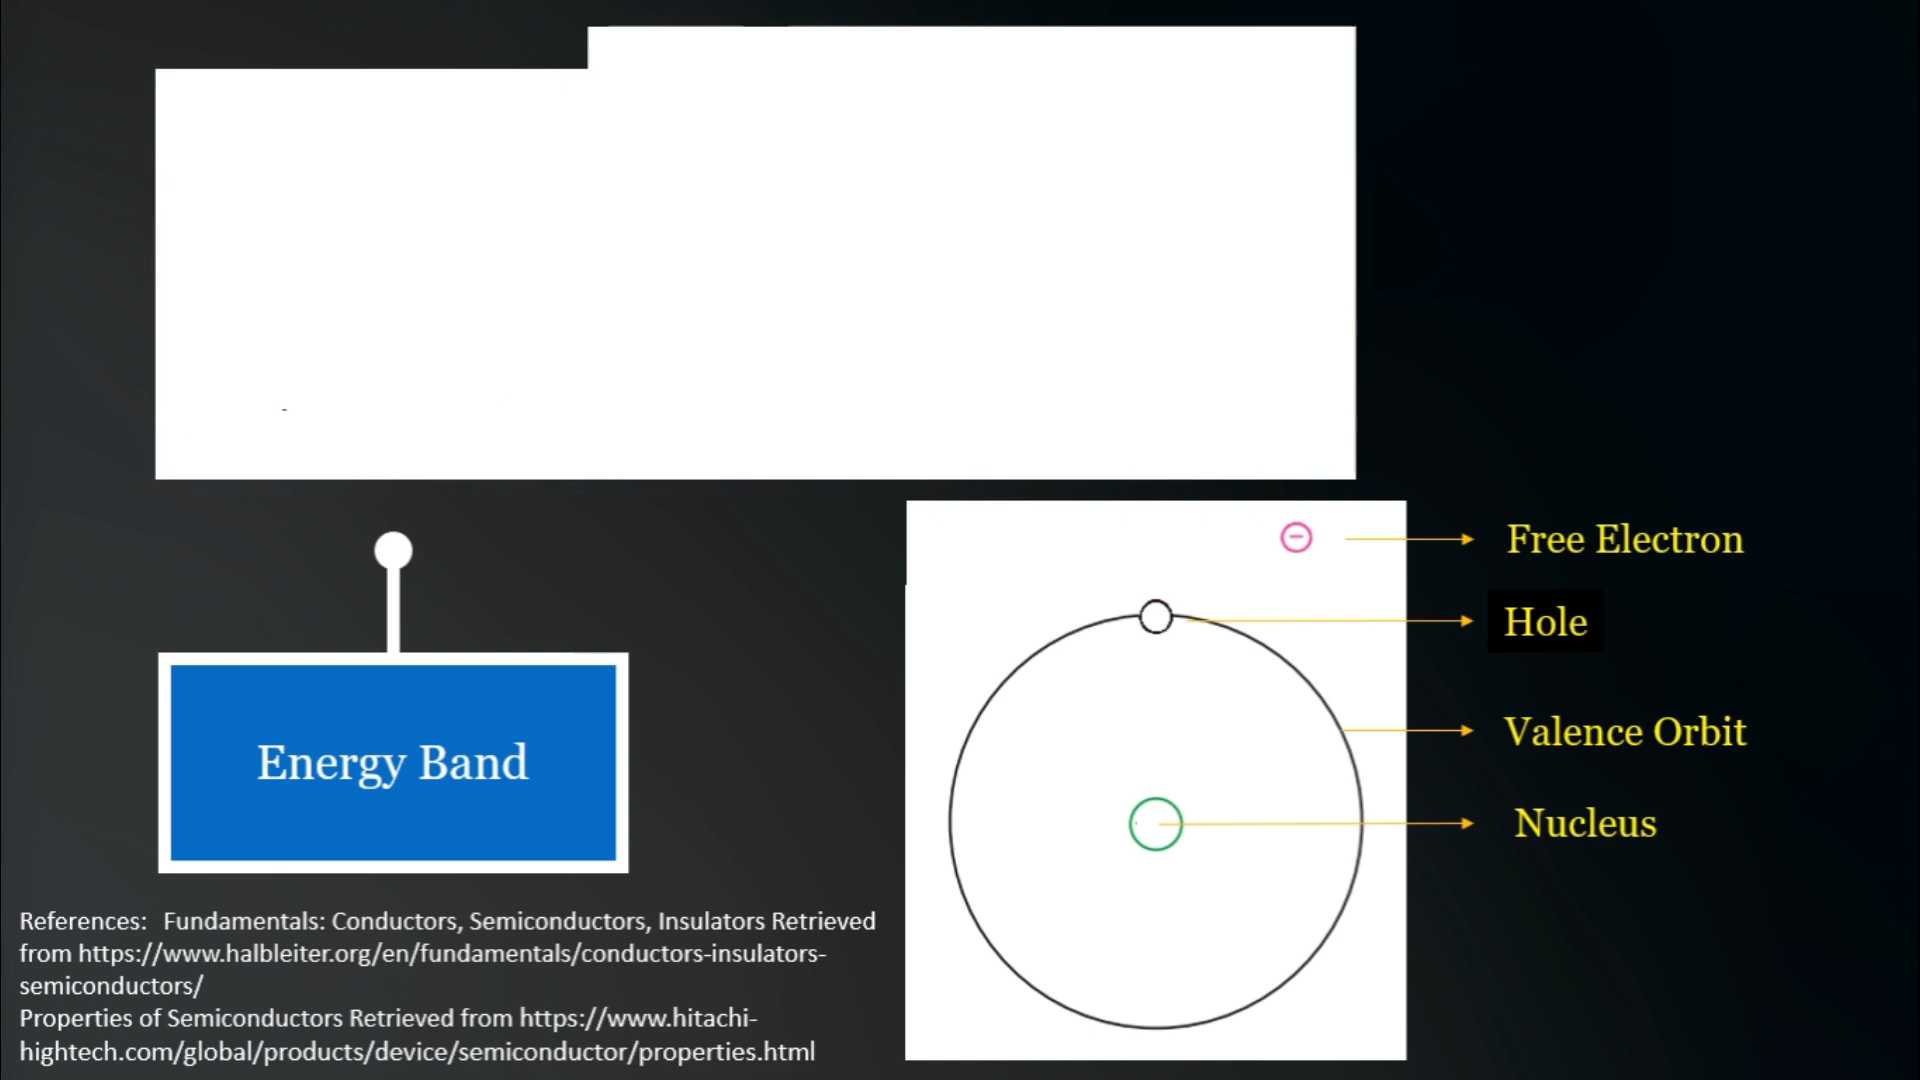 Free Electron
Hole
Valence Orbit
Nucleus
Energy Band
References: Fundamentals: Conductors, Semiconductors, Insulators Retrieved
from https://www.halbleiter.org/en/fundamentals/conductors-insulators-
semiconductors/
Properties of Semiconductors Retrieved from https://www.hitachi-
hightech.com/global/products/device/semiconductor/properties.html